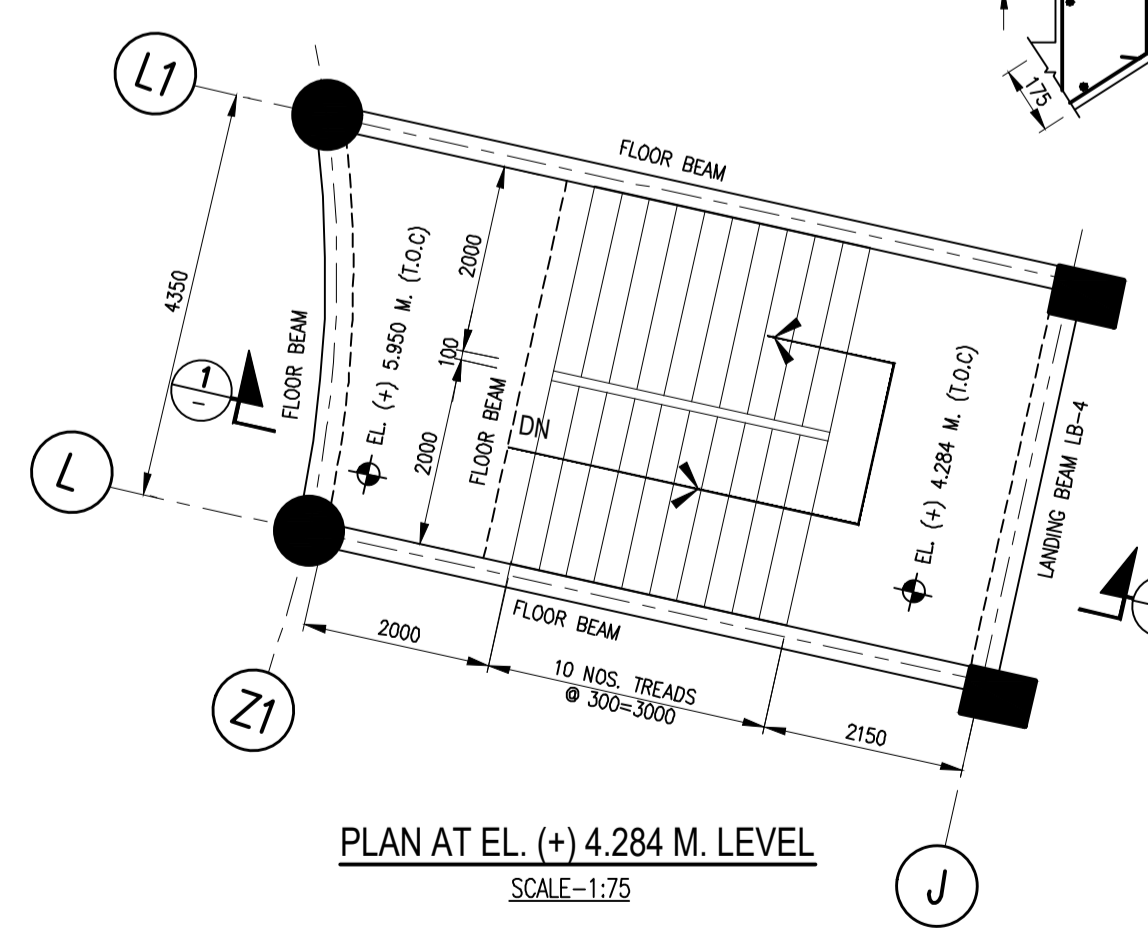 L1
175
FLOOR BEAM
4350
2000
EL. (+) 5.950 M. (T.O.C)
100
1
–
FLOOR BEAM
FLOOR BEAM
DN
2000
EL. (+) 4.284 M. (T.O.C)
LANDING BEAM LB-4
L
FLOOR BEAM
2000
10 NOS. TREADS
@ 300=3000
2150
Z1
J
PLAN AT EL. (+) 4.284 M. LEVEL
SCALE-1:75